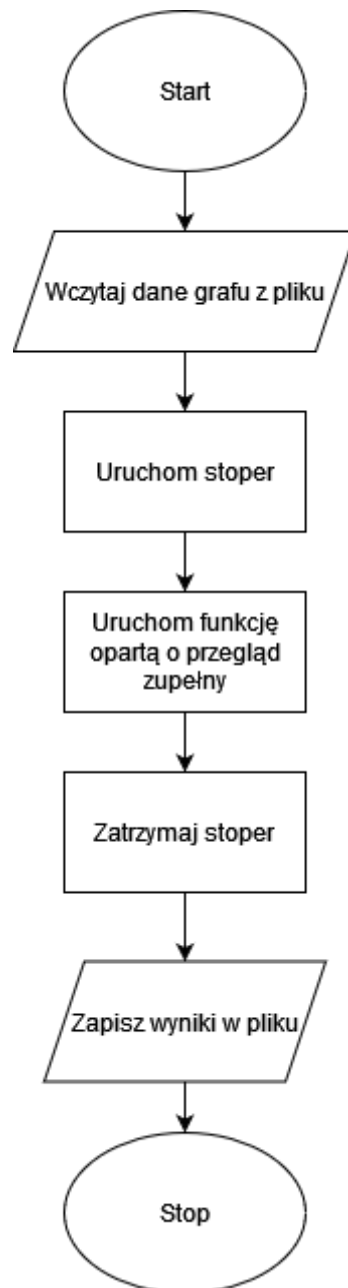 Start
Wczytaj dane grafu z pliku
Uruchom stoper
Uruchom funkcję
opartą o przegląd
zupełny
Zatrzymaj stoper
Zapisz wyniki w pliku
Stop